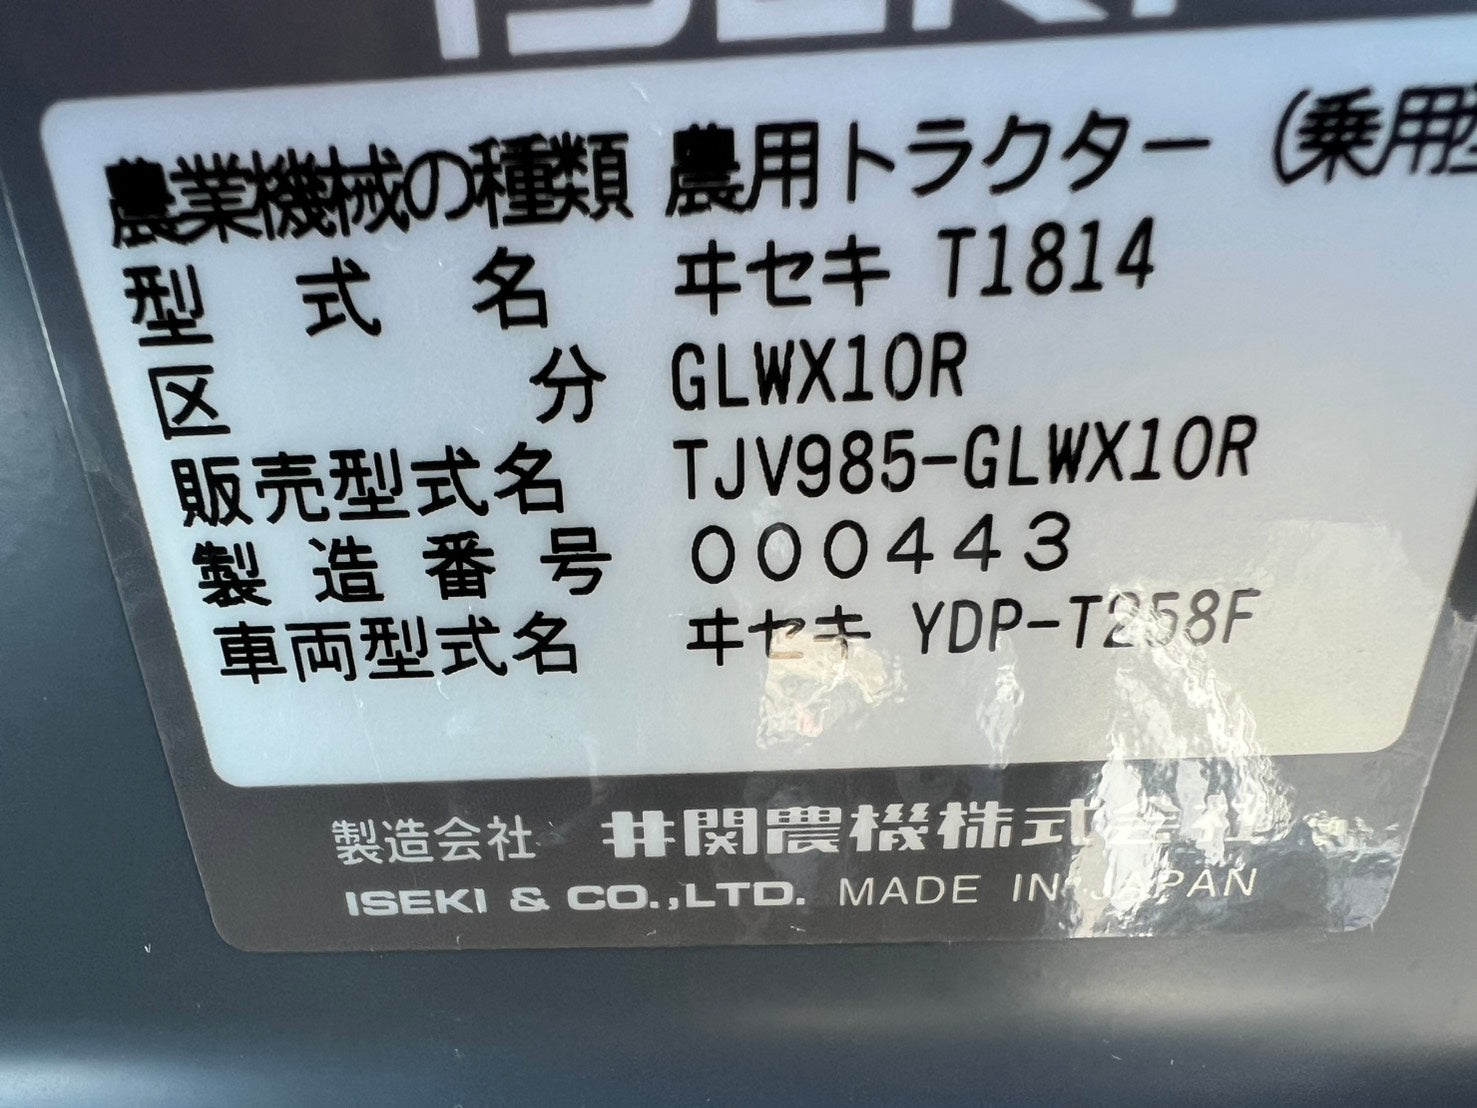 ISEKI
農業機械の種類 農用トラクター（乗用型
型式名 ヰセキ T1814
区分 GLWX10R
販売型式名 TJV985-GLWX10R
製造番号 000443
車両型式名 ヰセキ YDP-T258F
製造会社 井関農機株式会社
ISEKI & CO.,LTD. MADE IN JAPAN